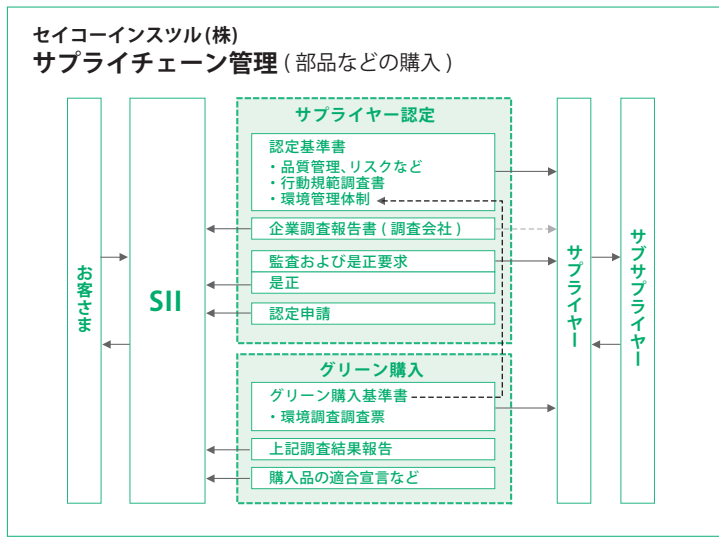 セイコーインスツル(株)
サプライチェーン管理 ( 部品などの購入 )
お客さま
SII
サプライヤー認定
認定基準書
・品質管理、リスクなど
・行動規範調査書
・環境管理体制
企業調査報告書 ( 調査会社 )
監査および是正要求
是正
認定申請
グリーン購入
グリーン購入基準書
・環境調査調査票
上記調査結果報告
購入品の適合宣言など
サプライヤー
サブサプライヤー